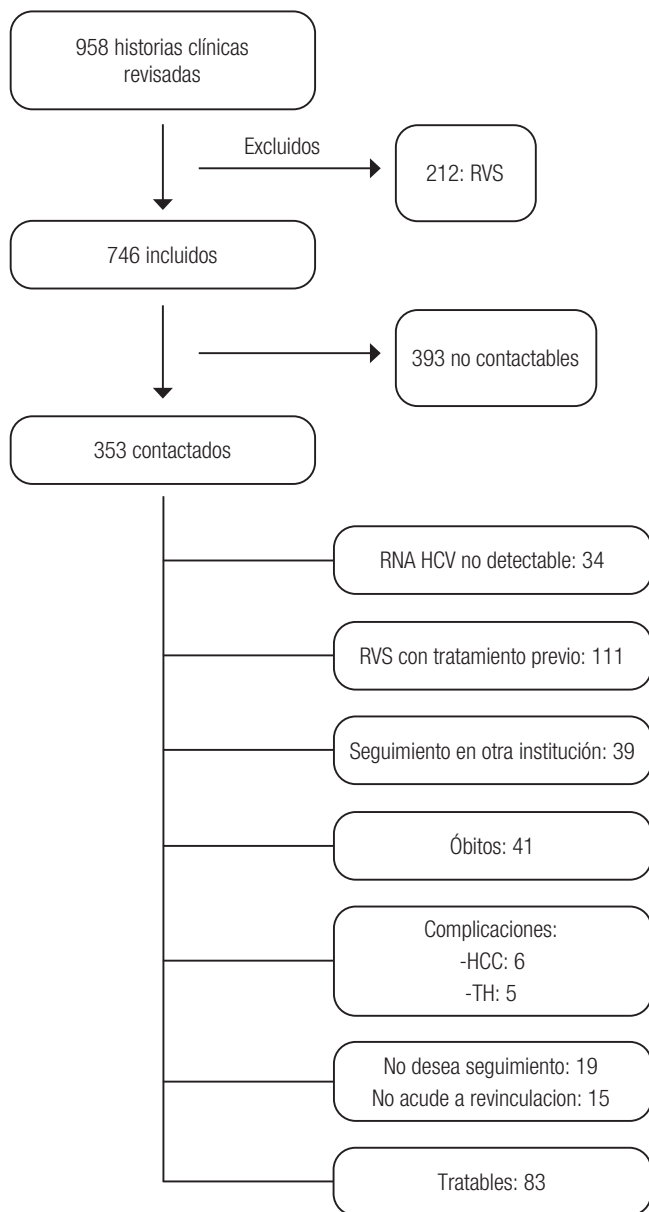 958 historias clínicas
revisadas
Excluidos
212: RVS
746 incluidos
393 no contactables
353 contactados
RNA HCV no detectable: 34
RVS con tratamiento previo: 111
Seguimiento en otra institución: 39
Óbitos: 41
Complicaciones:
-HCC: 6
-TH: 5
No desea seguimiento: 19
No acude a revinculacion: 15
Tratables: 83